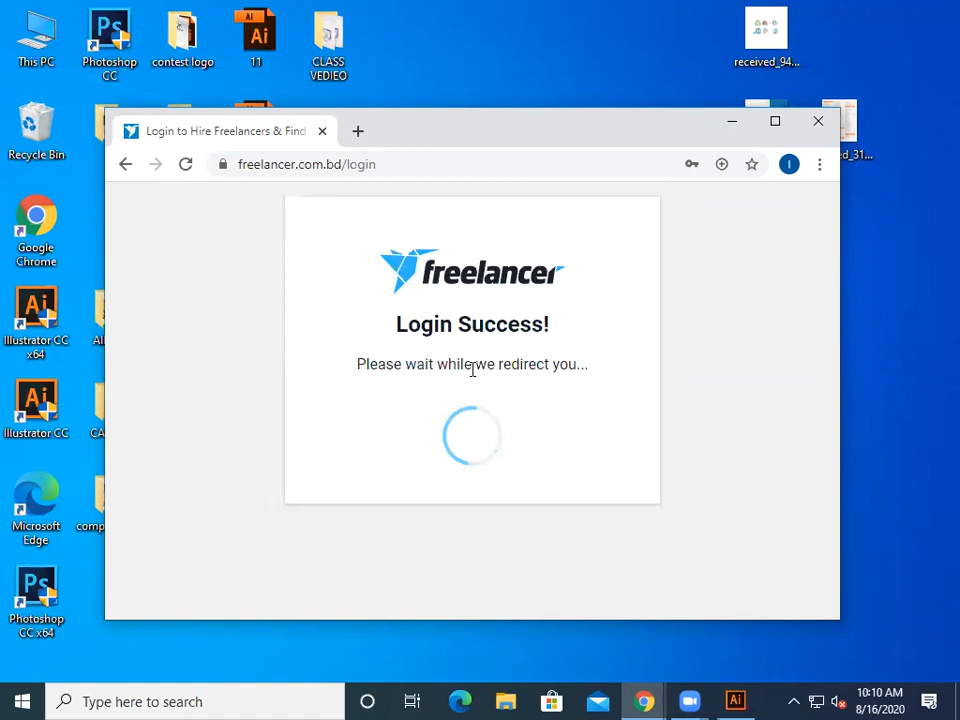 This PC
Photoshop CC
contest logo
11
CLASS VEDIEO
received_94...
Recycle Bin
Login to Hire Freelancers & Find
freelancer.com.bd/login
I
Google Chrome
freelancer
Login Success!
Please wait while we redirect you...
Illustrator CC x64
Illustrator CC
Microsoft Edge
comp
Photoshop CC x64
Type here to search
10:10 AM
8/16/2020